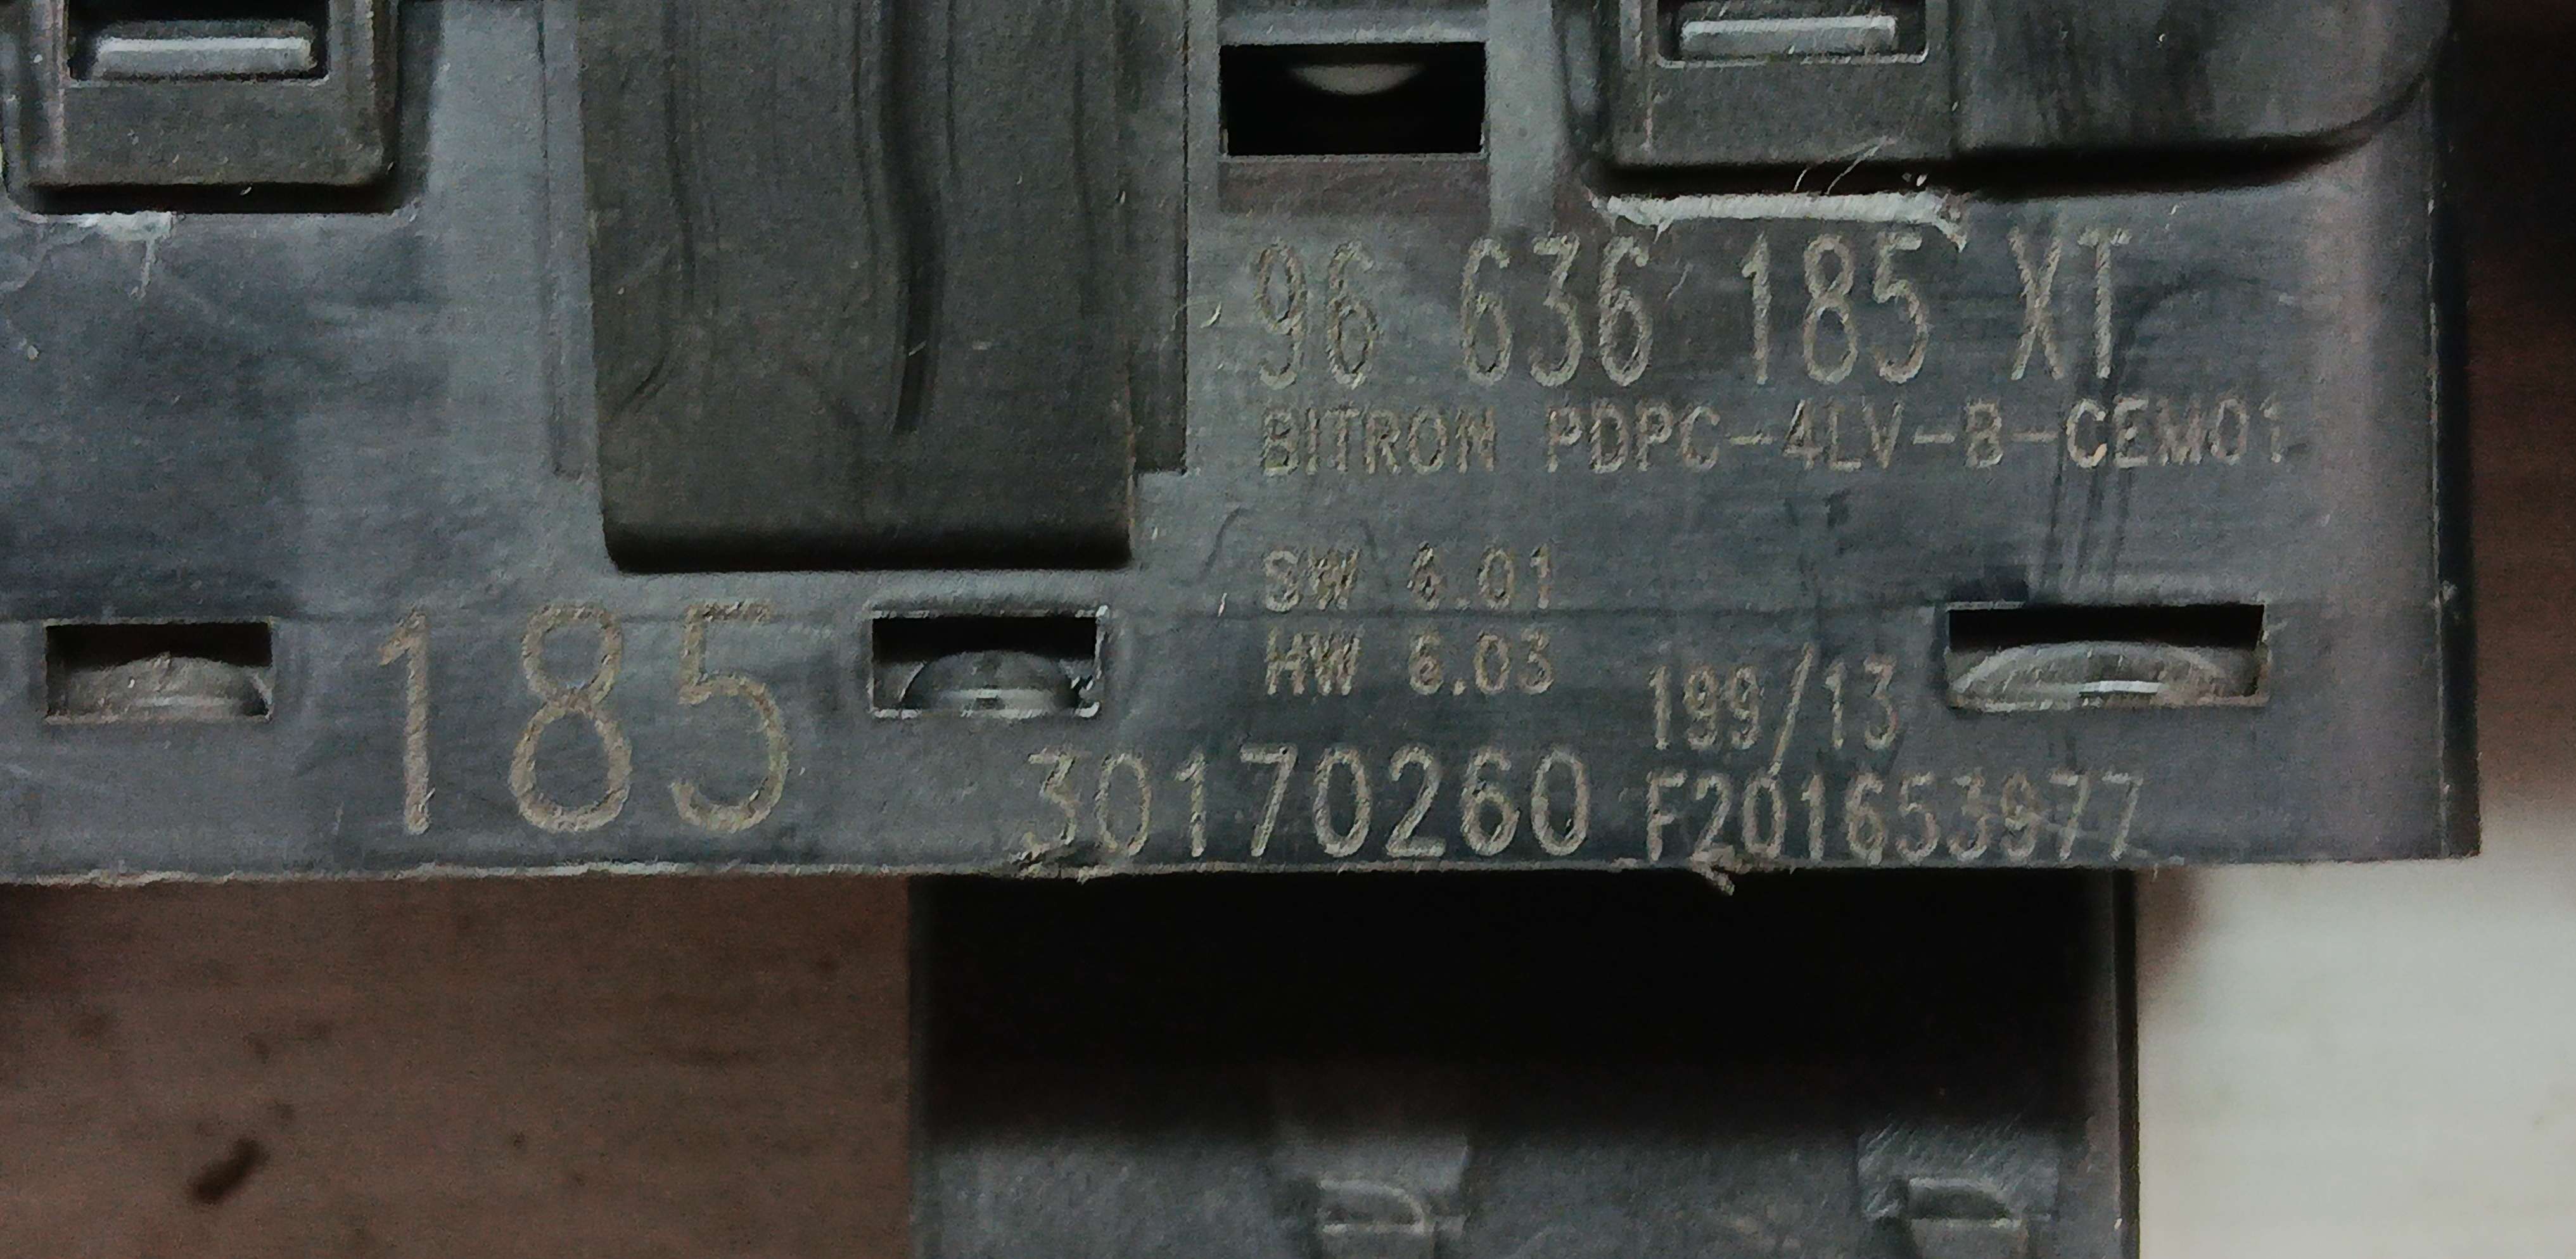 96 636 185 XT
BITRON PDPC-4LV-B-CEM01
SW 6.01
HW 6.03
199/13
185
30170260 F201653977